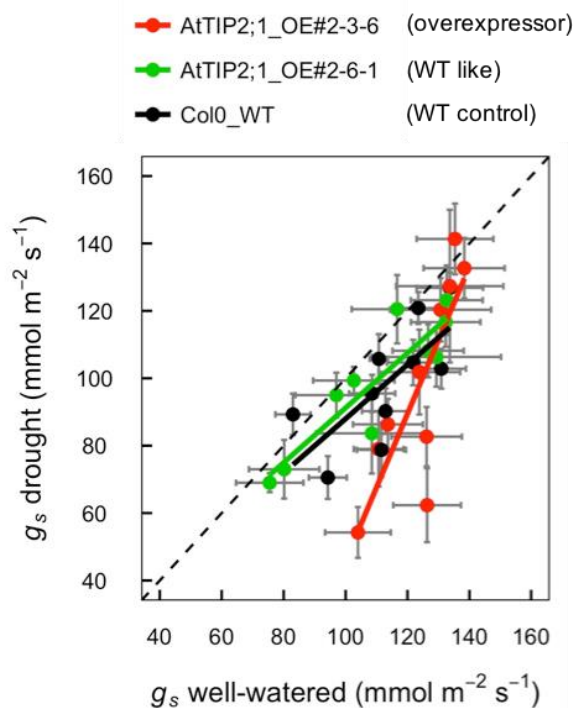 AtTIP2;1_OE#2-3-6 (overexpressor)
AtTIP2;1_OE#2-6-1 (WT like)
Col0_WT (WT control)
160
140
120
100
80
60
40
gs drought (mmol m⁻² s⁻¹)
40 60 80 100 120 140 160
gs well-watered (mmol m⁻² s⁻¹)